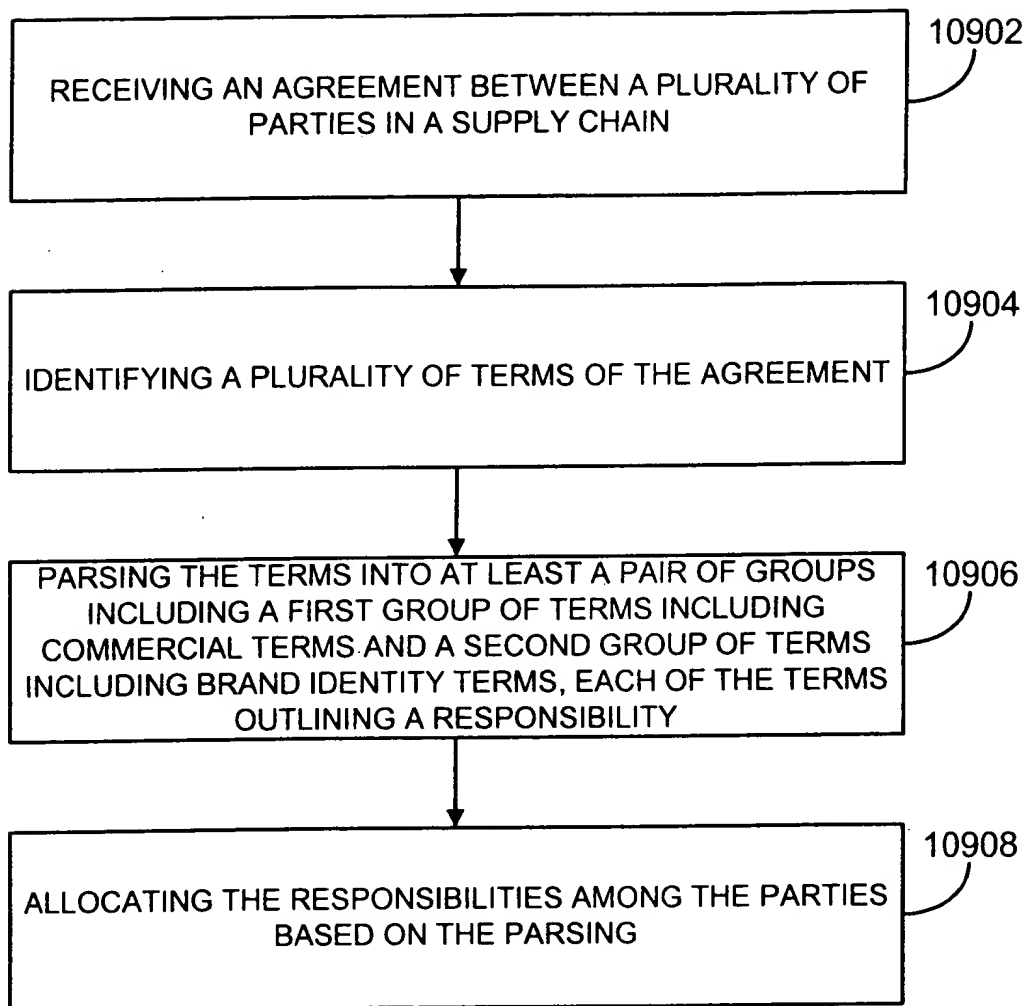 10902
RECEIVING AN AGREEMENT BETWEEN A PLURALITY OF
PARTIES IN A SUPPLY CHAIN
10904
IDENTIFYING A PLURALITY OF TERMS OF THE AGREEMENT
10906
PARSING THE TERMS INTO AT LEAST A PAIR OF GROUPS
INCLUDING A FIRST GROUP OF TERMS INCLUDING
COMMERCIAL TERMS AND A SECOND GROUP OF TERMS
INCLUDING BRAND IDENTITY TERMS, EACH OF THE TERMS
OUTLINING A RESPONSIBILITY
10908
ALLOCATING THE RESPONSIBILITIES AMONG THE PARTIES
BASED ON THE PARSING